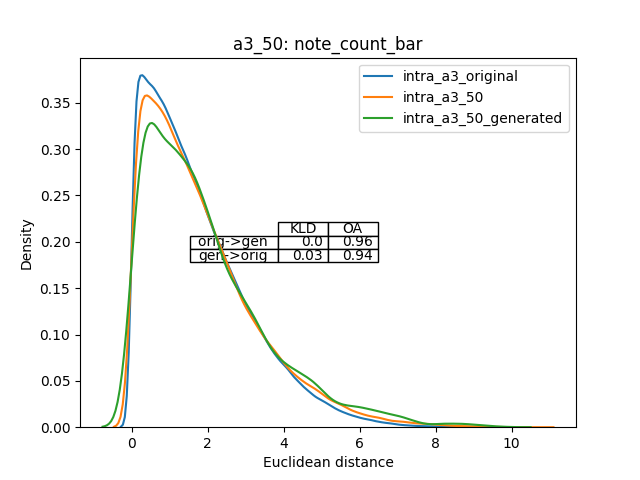 a3_50: note_count_bar
intra_a3_original
intra_a3_50
intra_a3_50_generated
KLD OA
orig->gen 0.0 0.96
gen->orig 0.03 0.94
Density
0.35
0.30
0.25
0.20
0.15
0.10
0.05
0.00
0 2 4 6 8 10
Euclidean distance